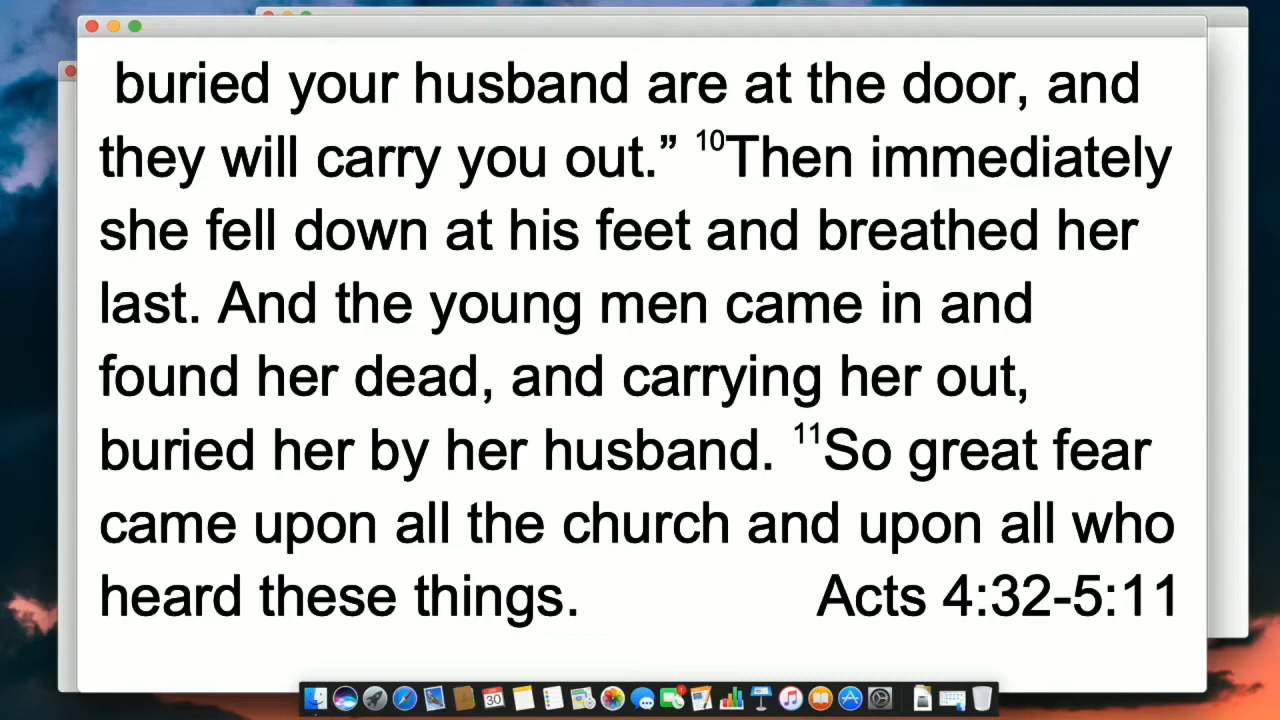 buried your husband are at the door, and
they will carry you out.” ¹⁰Then immediately
she fell down at his feet and breathed her
last. And the young men came in and
found her dead, and carrying her out,
buried her by her husband. ¹¹So great fear
came upon all the church and upon all who
heard these things. Acts 4:32-5:11
30